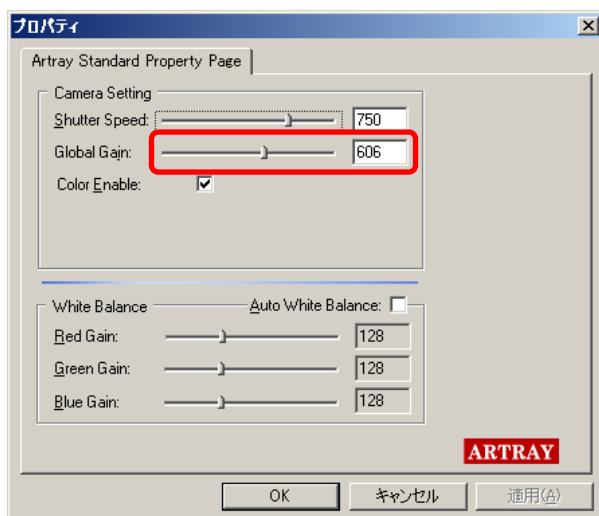 プロパティ
Artray Standard Property Page
Camera Setting
Shutter Speed: 750
Global Gain: 606
Color Enable:
White Balance Auto White Balance:
Red Gain: 128
Green Gain: 128
Blue Gain: 128
ARTRAY
OK キャンセル 適用(A)